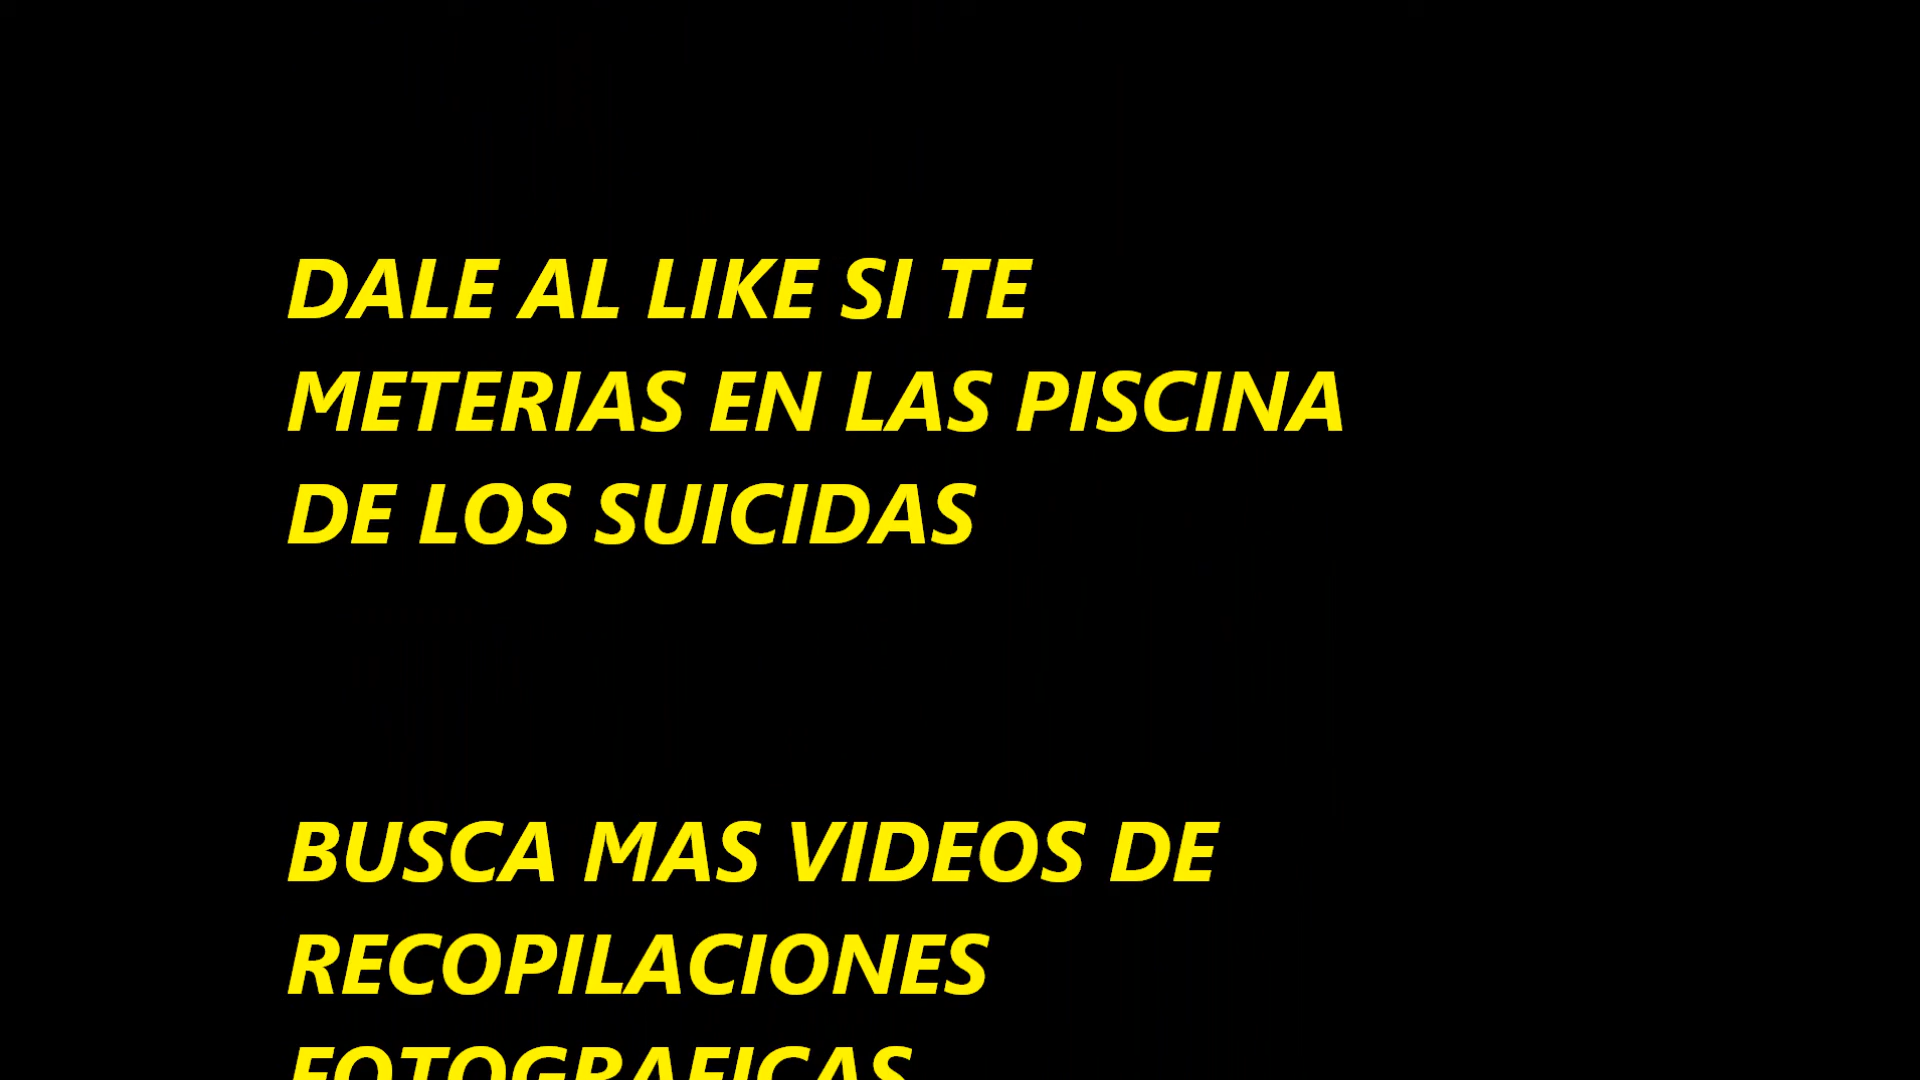 DALE AL LIKE SI TE
METERIAS EN LAS PISCINA
DE LOS SUICIDAS
BUSCA MAS VIDEOS DE
RECOPILACIONES
FOTOGRAFICAS